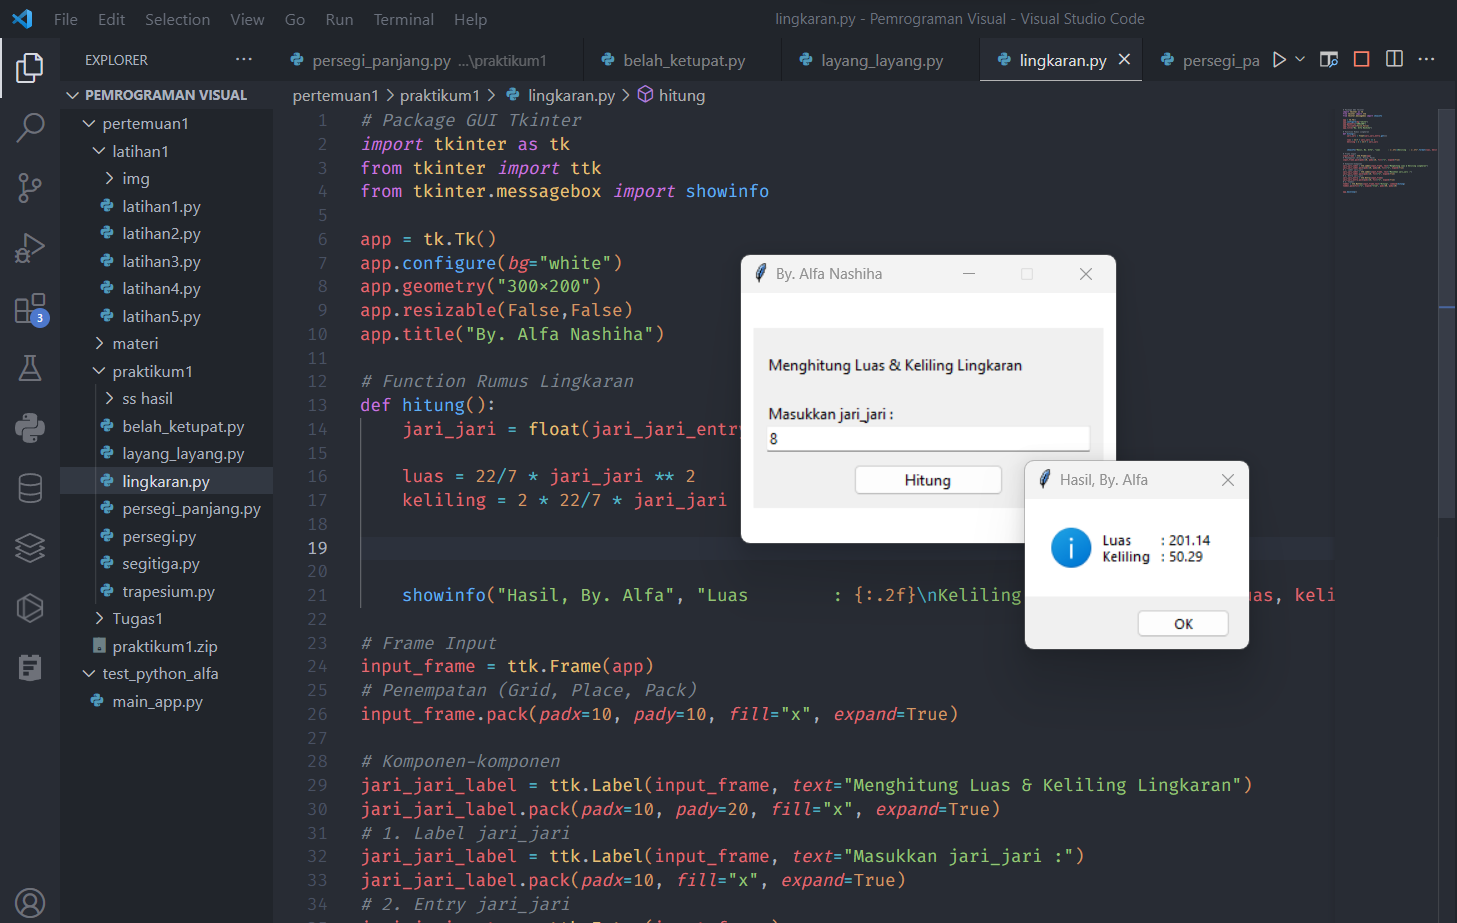 File Edit Selection View Go Run Terminal Help
lingkaran.py - Pemrograman Visual - Visual Studio Code
EXPLORER
persegi_panjang.py ...\praktikum1
belah_ketupat.py
layang_layang.py
lingkaran.py
persegi_pa
PEMROGRAMAN VISUAL
pertemuan1
latihan1
img
latihan1.py
latihan2.py
latihan3.py
latihan4.py
latihan5.py
materi
praktikum1
ss hasil
belah_ketupat.py
layang_layang.py
lingkaran.py
persegi_panjang.py
persegi.py
segitiga.py
trapesium.py
Tugas1
praktikum1.zip
test_python_alfa
main_app.py
3
pertemuan1 > praktikum1 > lingkaran.py > hitung
1 # Package GUI Tkinter
2 import tkinter as tk
3 from tkinter import ttk
4 from tkinter.messagebox import showinfo
5
6 app = tk.Tk()
7 app.configure(bg="white")
8 app.geometry("300×200")
9 app.resizable(False,False)
10 app.title("By. Alfa Nashiha")
11
12 # Function Rumus Lingkaran
13 def hitung():
14 jari_jari = float(jari_jari_entry
15
16 luas = 22/7 * jari_jari ** 2
17 keliling = 2 * 22/7 * jari_jari
18
19
20
21 showinfo("Hasil, By. Alfa", "Luas : {:.2f}\nKeliling uas, keli
22
23 # Frame Input
24 input_frame = ttk.Frame(app)
25 # Penempatan (Grid, Place, Pack)
26 input_frame.pack(padx=10, pady=10, fill="x", expand=True)
27
28 # Komponen-komponen
29 jari_jari_label = ttk.Label(input_frame, text="Menghitung Luas & Keliling Lingkaran")
30 jari_jari_label.pack(padx=10, pady=20, fill="x", expand=True)
31 # 1. Label jari_jari
32 jari_jari_label = ttk.Label(input_frame, text="Masukkan jari_jari :")
33 jari_jari_label.pack(padx=10, fill="x", expand=True)
34 # 2. Entry jari_jari
By. Alfa Nashiha
Menghitung Luas & Keliling Lingkaran
Masukkan jari_jari :
8
Hitung
Hasil, By. Alfa
Luas : 201.14
Keliling : 50.29
OK